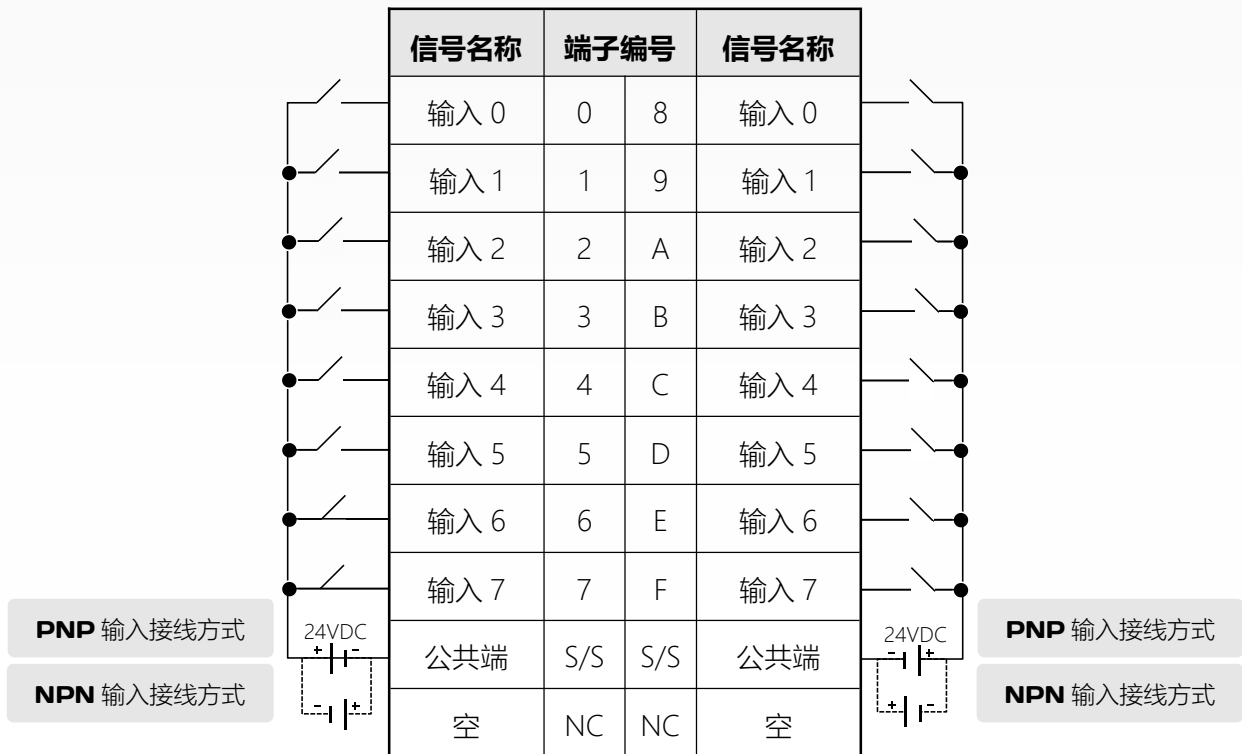 信号名称 端子编号 信号名称
输入 0 0 8 输入 0
输入 1 1 9 输入 1
输入 2 2 A 输入 2
输入 3 3 B 输入 3
输入 4 4 C 输入 4
输入 5 5 D 输入 5
输入 6 6 E 输入 6
输入 7 7 F 输入 7
PNP 输入接线方式 24VDC 公共端 S/S S/S 公共端 24VDC PNP 输入接线方式
+ - - +
NPN 输入接线方式 空 NC NC 空 NPN 输入接线方式
- + + -